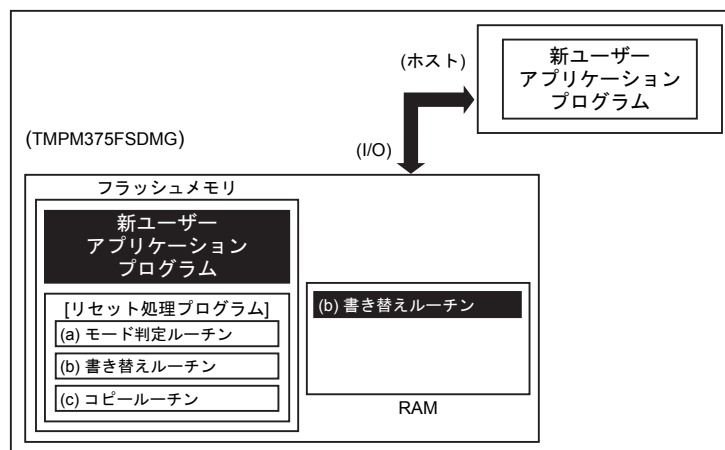 (ホスト)
新ユーザー
アプリケーション
プログラム
(TMPM375FSDMG)
(I/O)
フラッシュメモリ
新ユーザー
アプリケーション
プログラム
[リセット処理プログラム]
(a) モード判定ルーチン
(b) 書き替えルーチン
(c) コピールーチン
(b) 書き替えルーチン
RAM